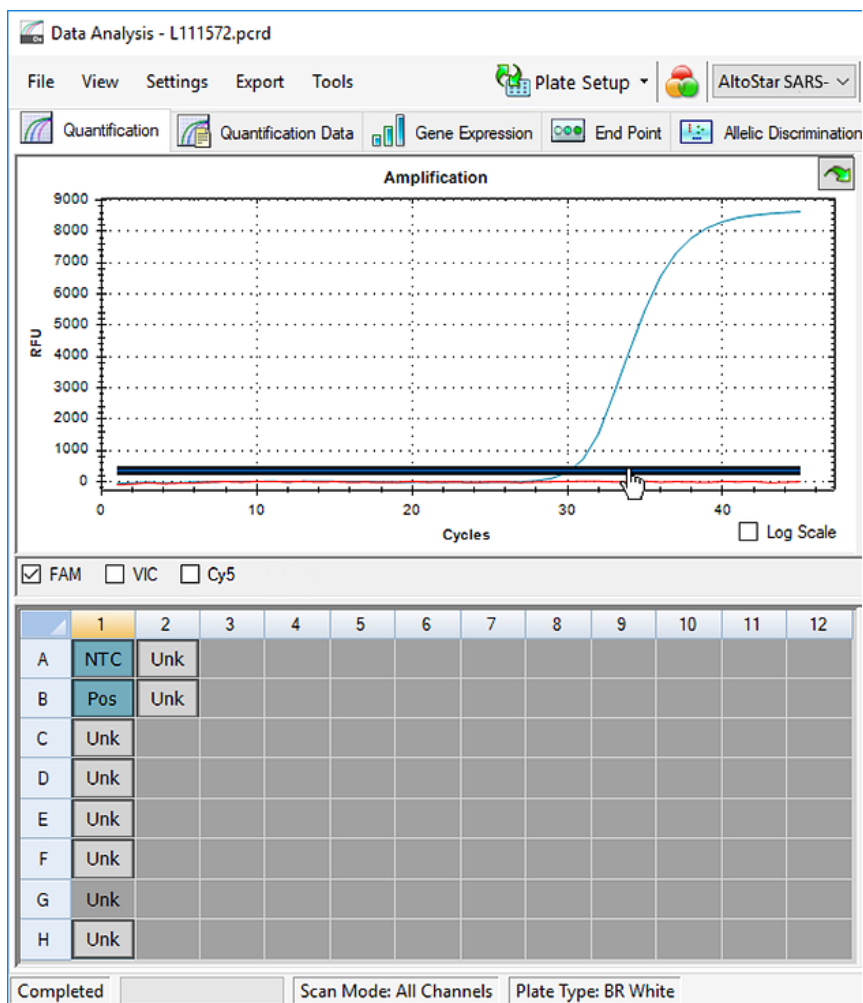 Data Analysis - L111572.pcrd
File View Settings Export Tools Plate Setup AltoStar SARS-
Quantification Quantification Data Gene Expression End Point Allelic Discrimination
Amplification
9000
8000
7000
6000
5000
4000
3000
2000
1000
0
RFU
0 10 20 30 40
Cycles
Log Scale
FAM VIC Cy5
1 2 3 4 5 6 7 8 9 10 11 12
A NTC Unk
B Pos Unk
C Unk
D Unk
E Unk
F Unk
G Unk
H Unk
Completed Scan Mode: All Channels Plate Type: BR White